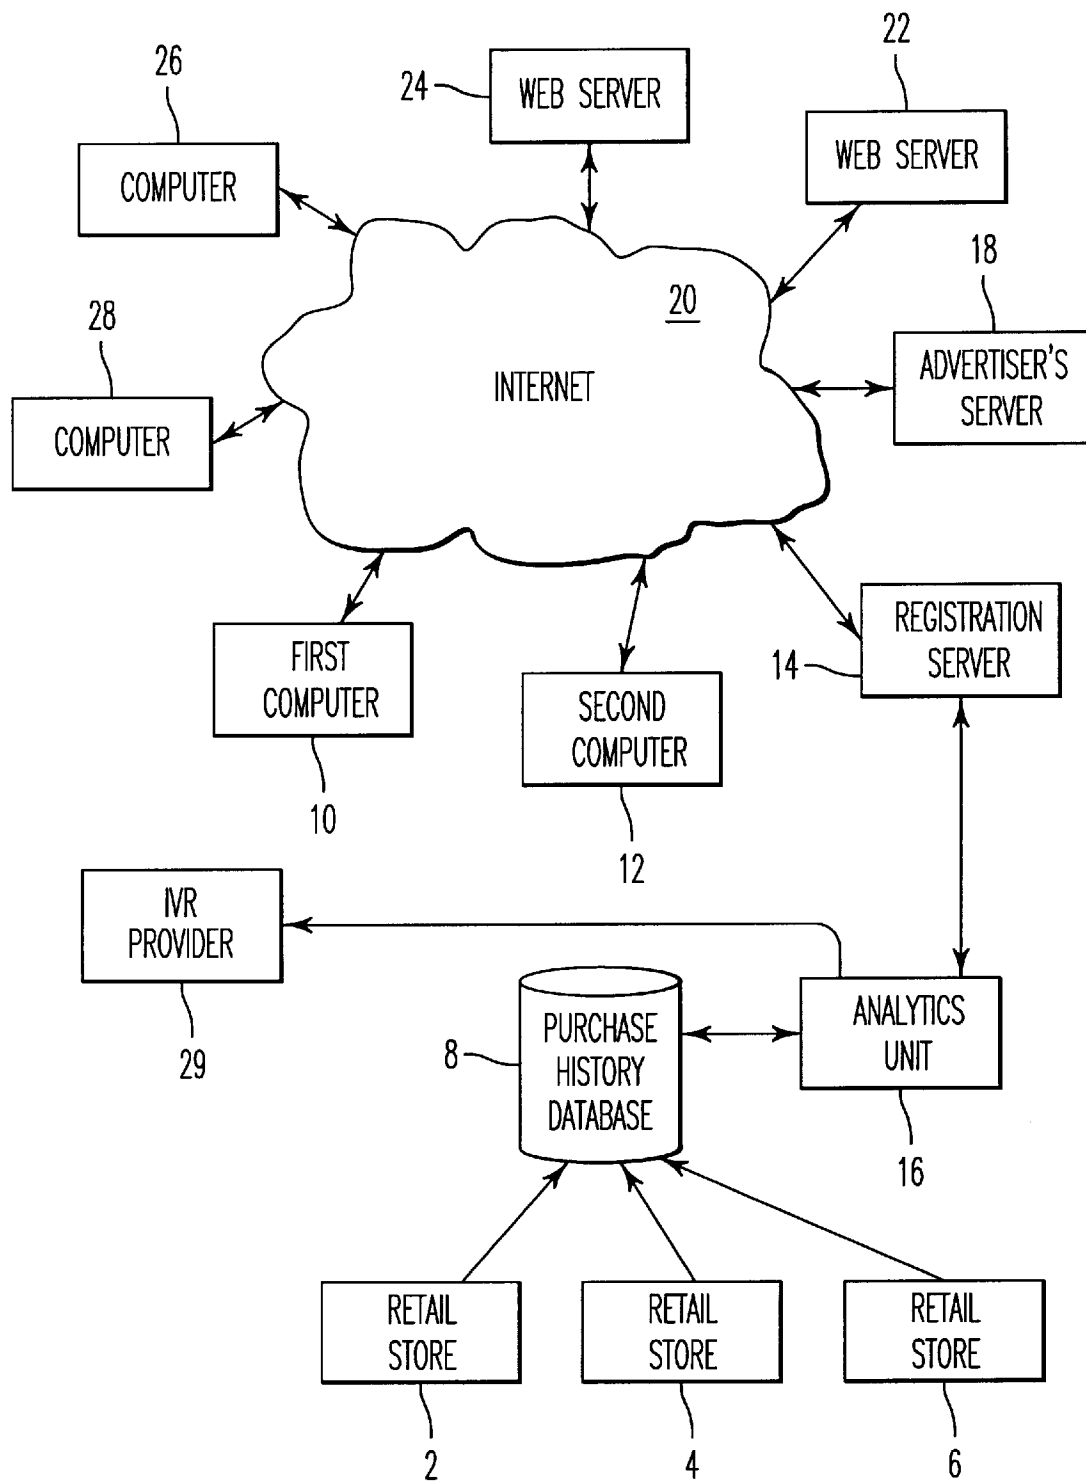 22
26
24
WEB SERVER
WEB SERVER
COMPUTER
18
20
28
ADVERTISER'S
SERVER
INTERNET
COMPUTER
REGISTRATION
SERVER
14
FIRST
COMPUTER
SECOND
COMPUTER
10
12
IVR
PROVIDER
29
ANALYTICS
UNIT
16
8
PURCHASE
HISTORY
DATABASE
RETAIL
STORE
RETAIL
STORE
RETAIL
STORE
2
4
6